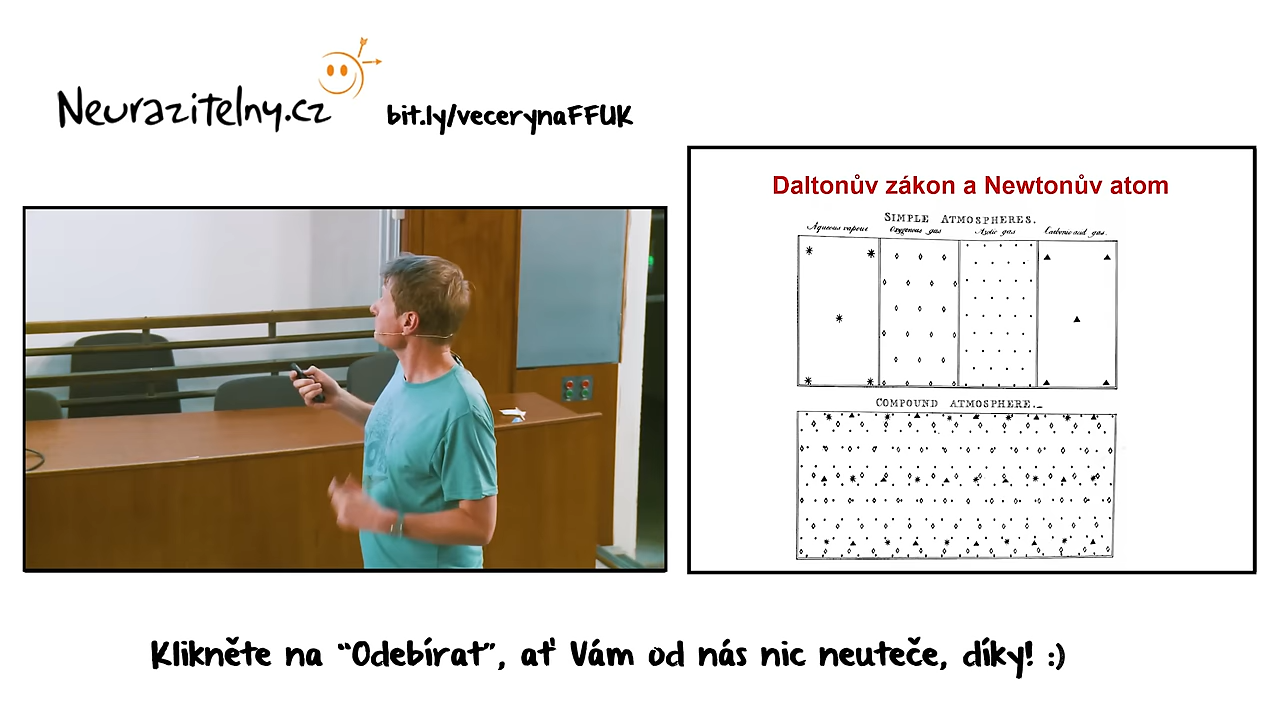 Neurazitelny.cz
bit.ly/vecerynaFFUK
Daltonův zákon a Newtonův atom
SIMPLE ATMOSPHERES.
Aqueous vapour Oxygenous gas Azotic gas Carbonic acid gas.
COMPOUND ATMOSPHERE.
Klikněte na “Odebírat”, ať Vám od nás nic neuteče, díky! :)